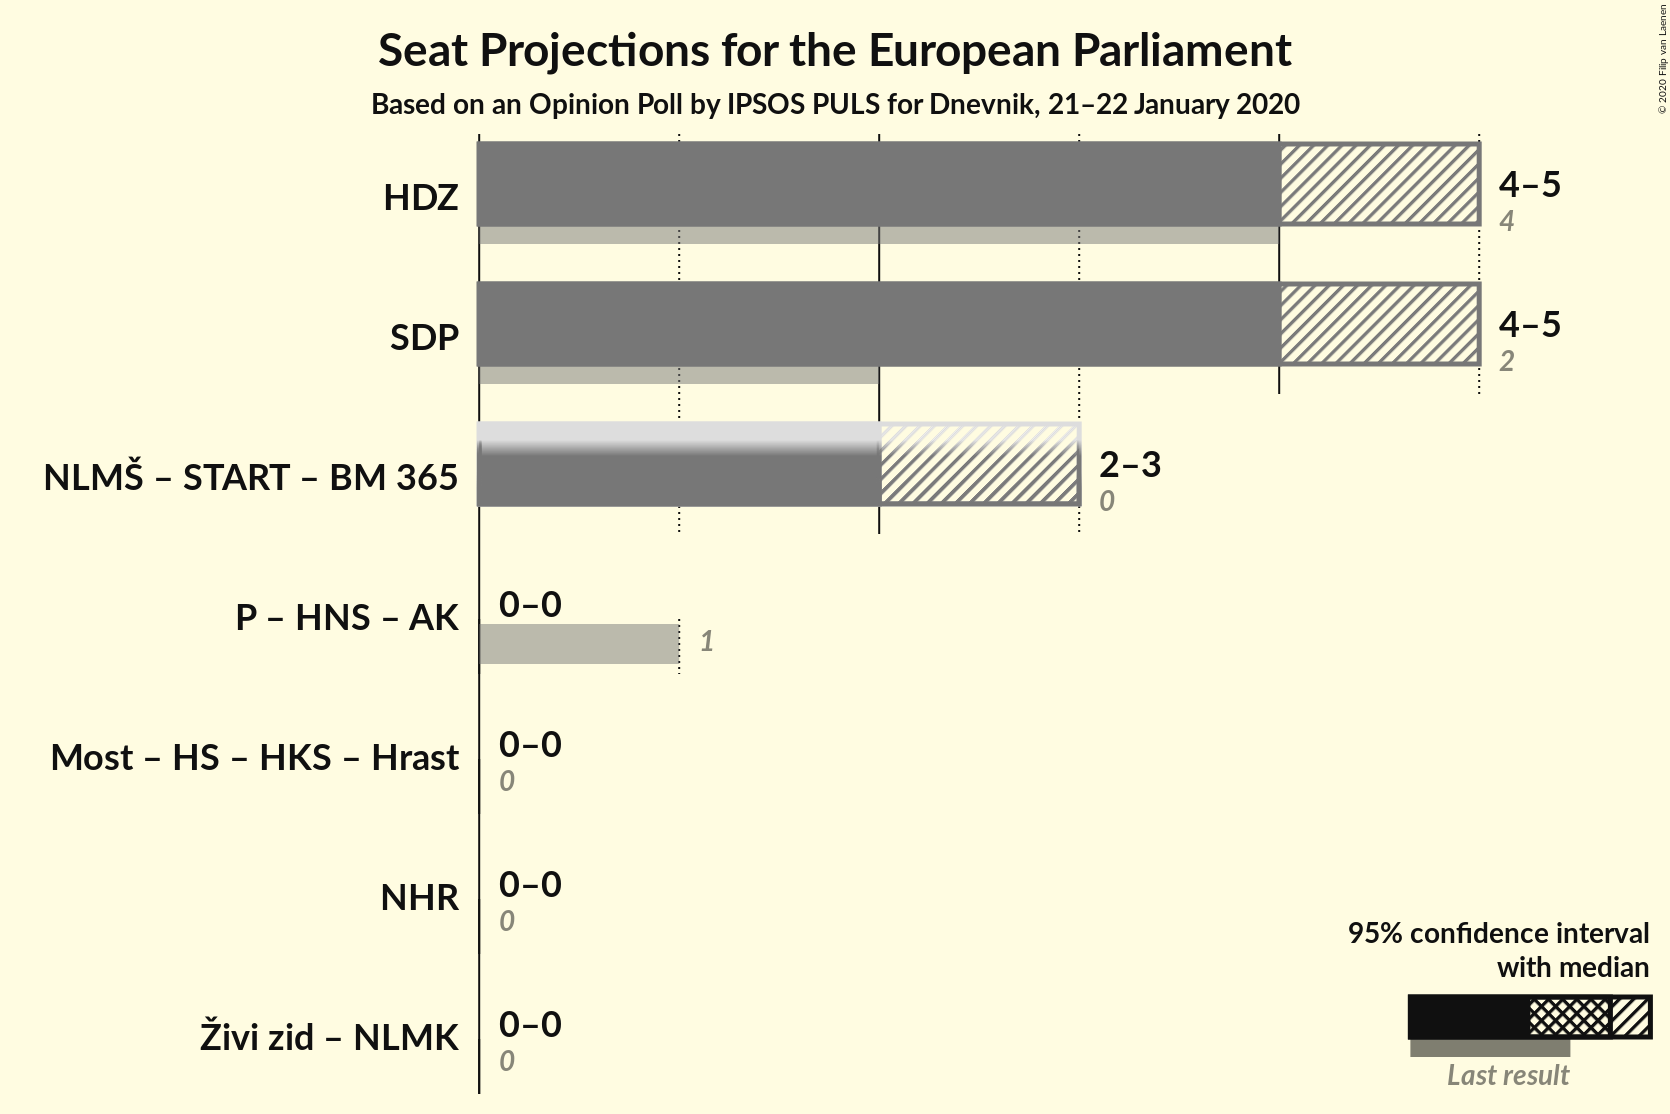 Seat Projections for the European Parliament
Based on an Opinion Poll by IPSOS PULS for Dnevnik, 21–22 January 2020
© 2020 Filip van Laenen
HDZ
4–5
4
SDP
4–5
2
NLMŠ – START – BM 365
2–3
0
P – HNS – AK
0–0
1
Most – HS – HKS – Hrast
0–0
0
NHR
0–0
0
Živi zid – NLMK
0–0
0
95% confidence interval
with median
Last result